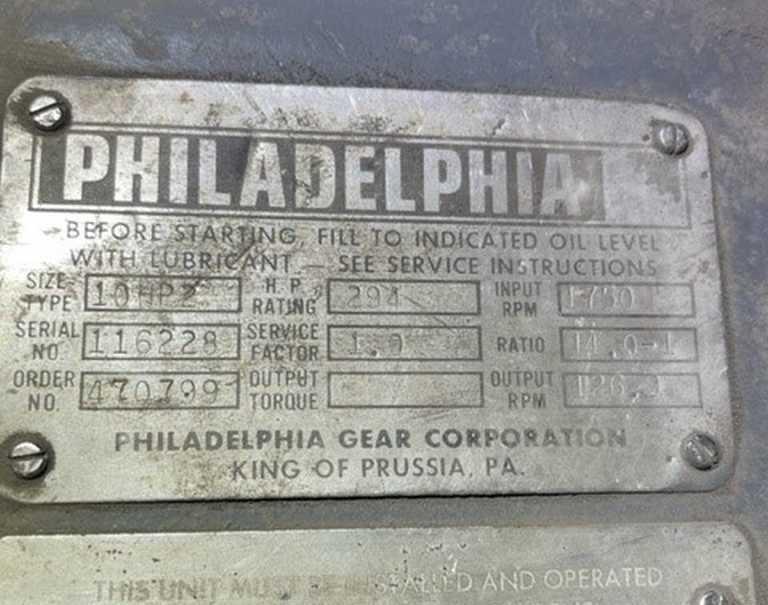 PHILADELPHIA
BEFORE STARTING, FILL TO INDICATED OIL LEVEL
WITH LUBRICANT — SEE SERVICE INSTRUCTIONS
SIZE-TYPE 10HP2 H.P. RATING 294 INPUT RPM 1750
SERIAL NO 116228 SERVICE FACTOR 1.0 RATIO 14.0-1
ORDER NO. 470799 OUTPUT TORQUE OUTPUT RPM
PHILADELPHIA GEAR CORPORATION
KING OF PRUSSIA, PA.
THIS UNIT MUST BE INSTALLED AND OPERATED